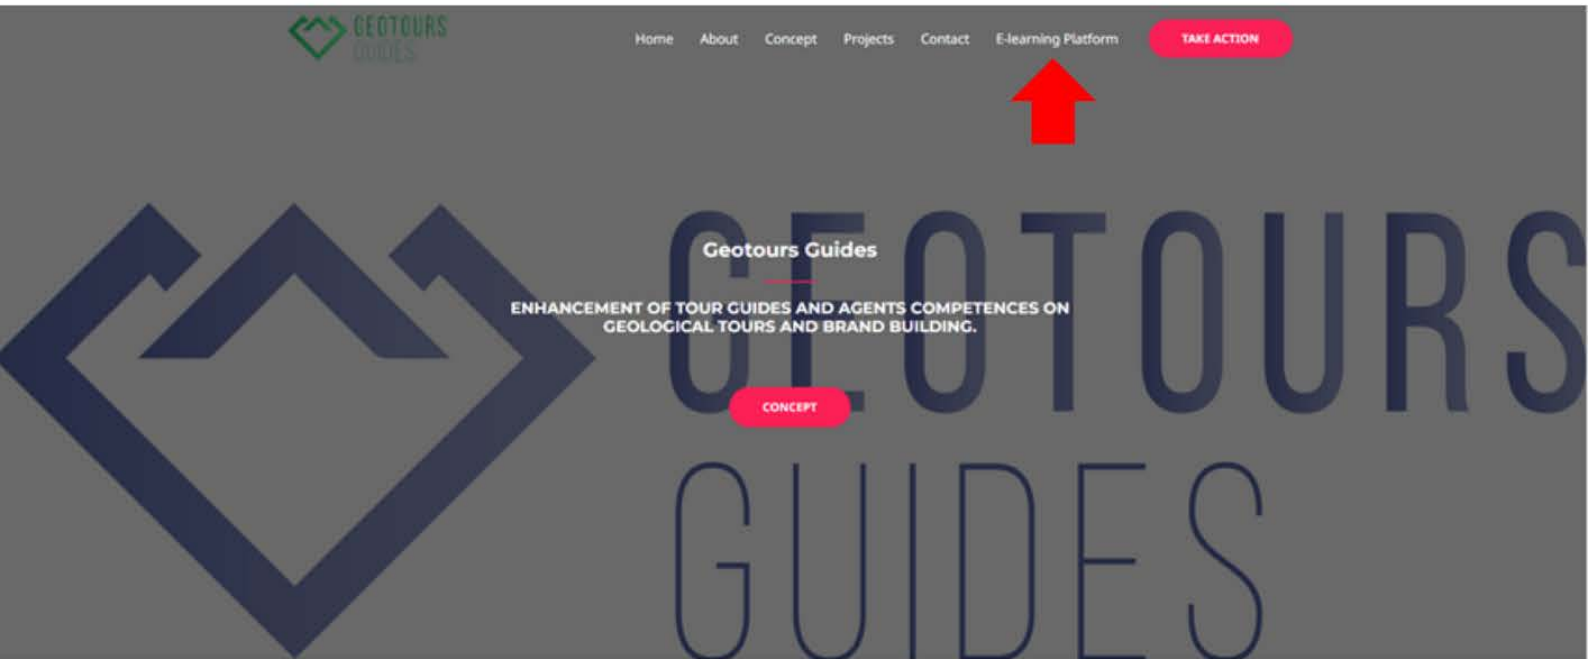 GEOTOURS
GUIDES
Home About Concept Projects Contact E-learning Platform TAKE ACTION
GEOTOURS
Geotours Guides
ENHANCEMENT OF TOUR GUIDES AND AGENTS COMPETENCES ON
GEOLOGICAL TOURS AND BRAND BUILDING.
CONCEPT
GUIDES